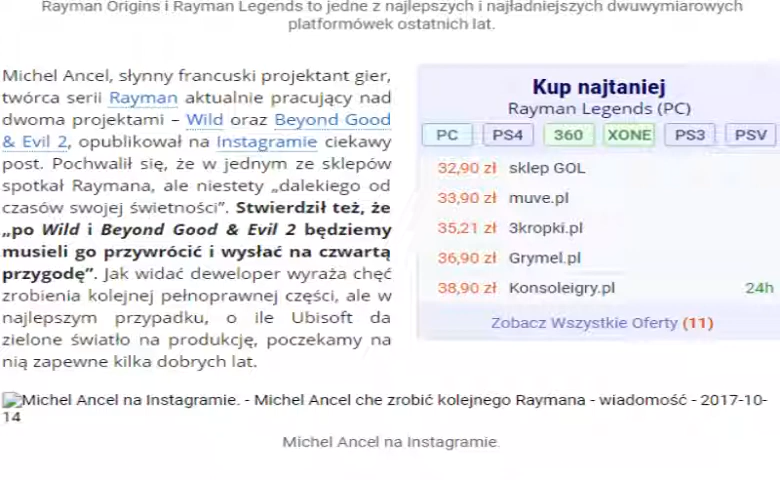 Rayman Origins i Rayman Legends to jedne z najlepszych i najładniejszych dwuwymiarowych
platformówek ostatnich lat.
Michel Ancel, słynny francuski projektant gier,
twórca serii Rayman aktualnie pracujący nad
dwoma projektami – Wild oraz Beyond Good
& Evil 2, opublikował na Instagramie ciekawy
post. Pochwalił się, że w jednym ze sklepów
spotkał Raymana, ale niestety „dalekiego od
czasów swojej świetności”. Stwierdził też, że
„po Wild i Beyond Good & Evil 2 będziemy
musieli go przywrócić i wysłać na czwartą
przygodę”. Jak widać deweloper wyraża chęć
zrobienia kolejnej pełnoprawnej części, ale w
najlepszym przypadku, o ile Ubisoft da
zielone światło na produkcję, poczekamy na
nią zapewne kilka dobrych lat.
Kup najtaniej
Rayman Legends (PC)
PC PS4 360 XONE PS3 PSV
32,90 zł sklep GOL
33,90 zł muve.pl
35,21 zł 3kropki.pl
36,90 zł Grymel.pl
38,90 zł Konsoleigry.pl 24h
Zobacz Wszystkie Oferty (11)
Michel Ancel na Instagramie. - Michel Ancel che zrobić kolejnego Raymana - wiadomość - 2017-10-
14
Michel Ancel na Instagramie.